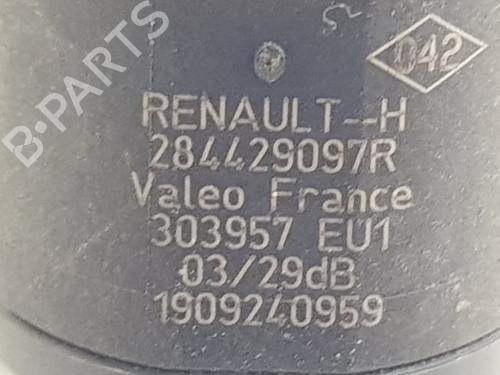 B-PARTS
042
RENAULT--H
284429097R
Valeo France
303957 EU1
03/29dB
1909240959